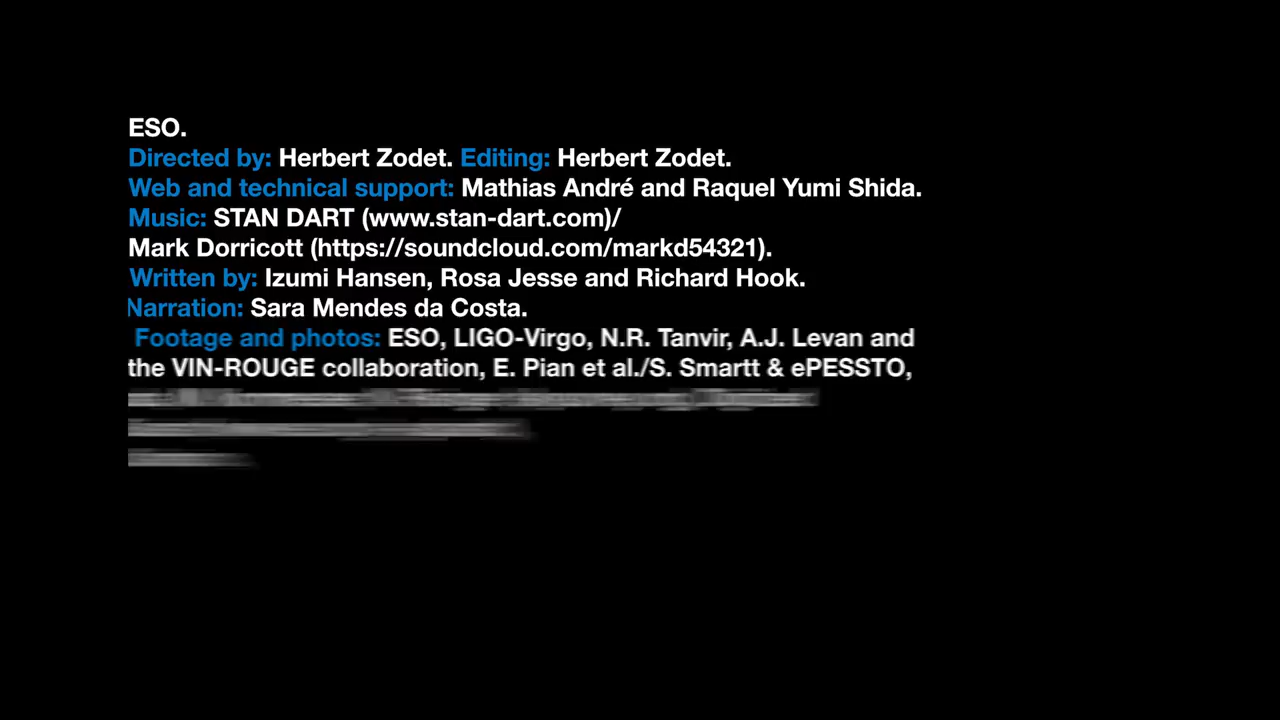 ESO.
Directed by: Herbert Zodet. Editing: Herbert Zodet.
Web and technical support: Mathias André and Raquel Yumi Shida.
Music: STAN DART (www.stan-dart.com)/
Mark Dorricott (https://soundcloud.com/markd54321).
Written by: Izumi Hansen, Rosa Jesse and Richard Hook.
Narration: Sara Mendes da Costa.
Footage and photos: ESO, LIGO-Virgo, N.R. Tanvir, A.J. Levan and
the VIN-ROUGE collaboration, E. Pian et al./S. Smartt & ePESSTO,